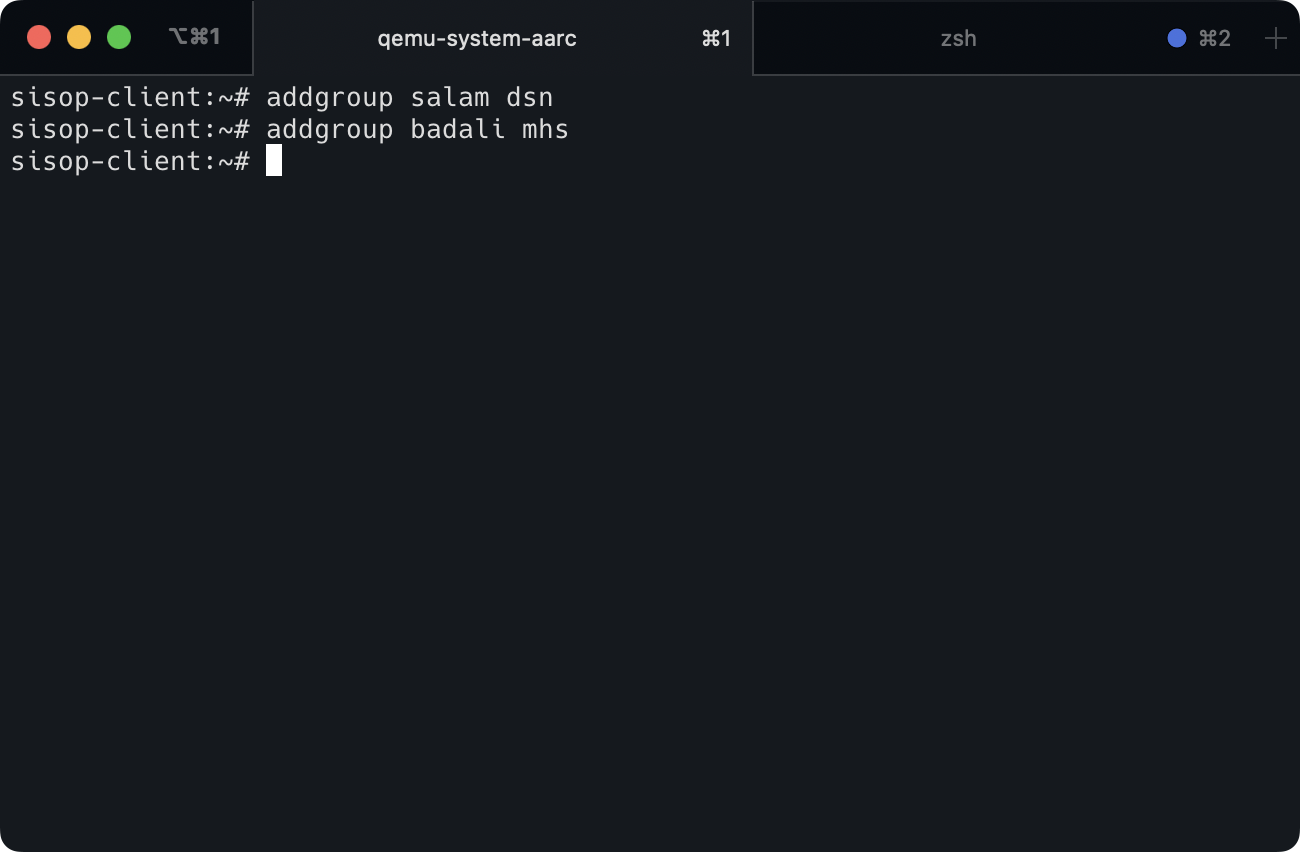 ⌥⌘1 qemu-system-aarc ⌘1 zsh ⌘2
sisop-client:~# addgroup salam dsn
sisop-client:~# addgroup badali mhs
sisop-client:~#